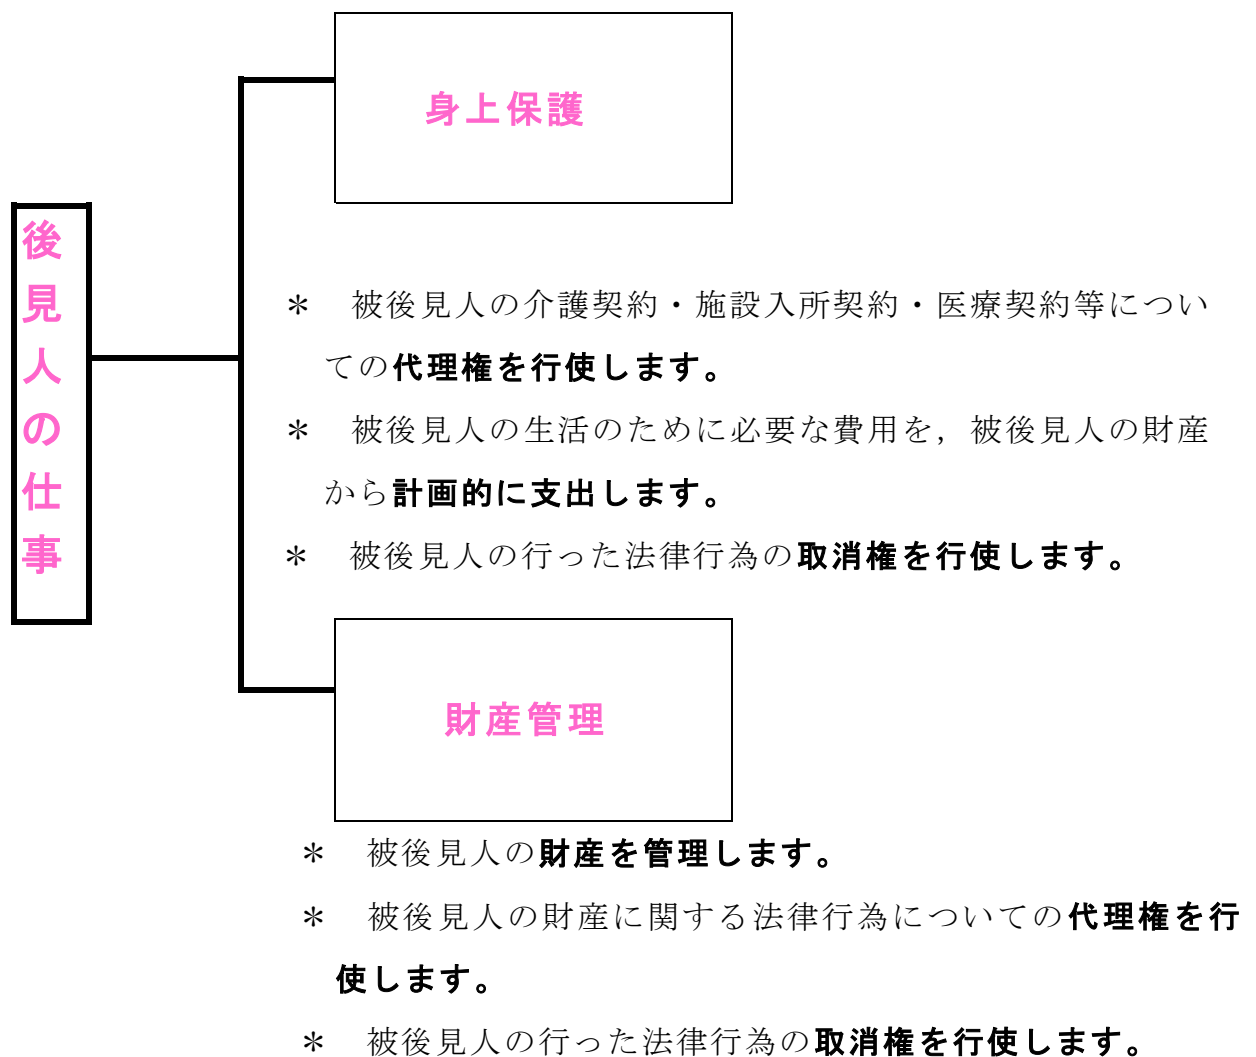 後見人の仕事
身上保護
＊　被後見人の介護契約・施設入所契約・医療契約等につい
ての代理権を行使します。
＊　被後見人の生活のために必要な費用を，被後見人の財産
から計画的に支出します。
＊　被後見人の行った法律行為の取消権を行使します。
財産管理
＊　被後見人の財産を管理します。
＊　被後見人の財産に関する法律行為についての代理権を行
使します。
＊　被後見人の行った法律行為の取消権を行使します。